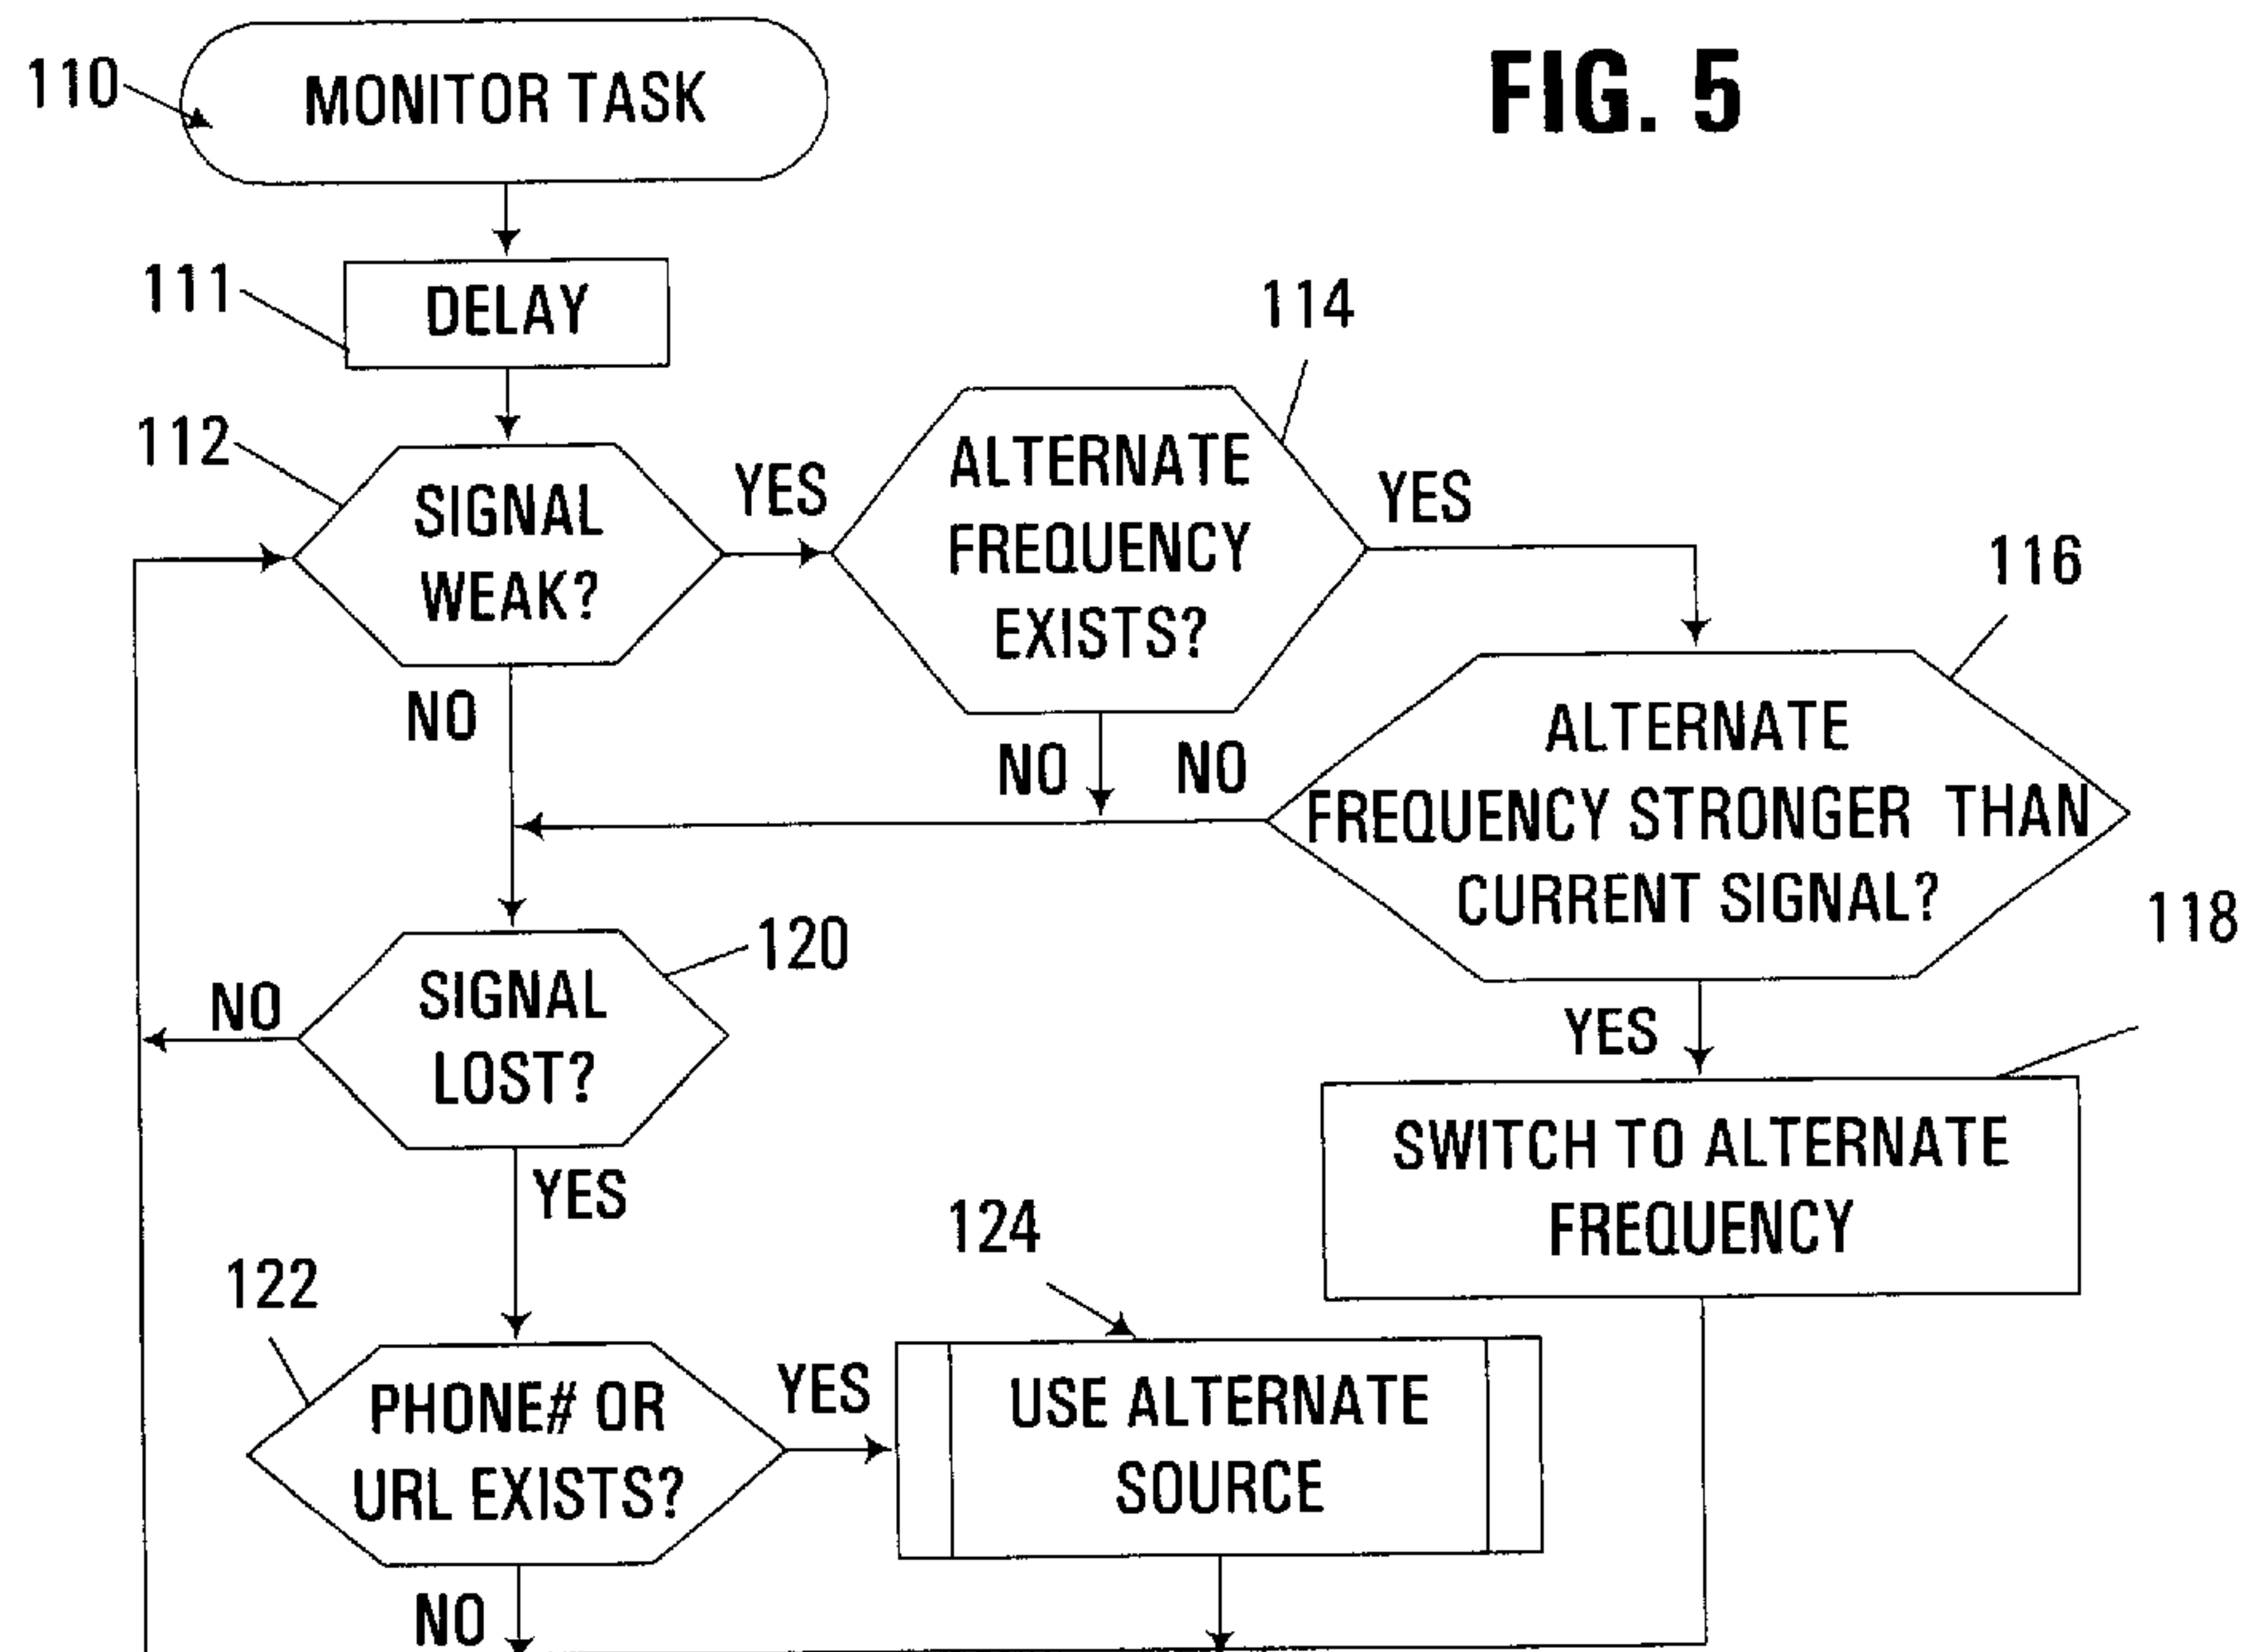 FIG. 5
110
MONITOR TASK
111
DELAY
112
SIGNAL
WEAK?
YES
NO
114
ALTERNATE
FREQUENCY
EXISTS?
YES
NO
116
ALTERNATE
FREQUENCY STRONGER THAN
CURRENT SIGNAL?
NO
YES
118
SWITCH TO ALTERNATE
FREQUENCY
120
SIGNAL
LOST?
NO
YES
122
PHONE# OR
URL EXISTS?
YES
NO
124
USE ALTERNATE
SOURCE